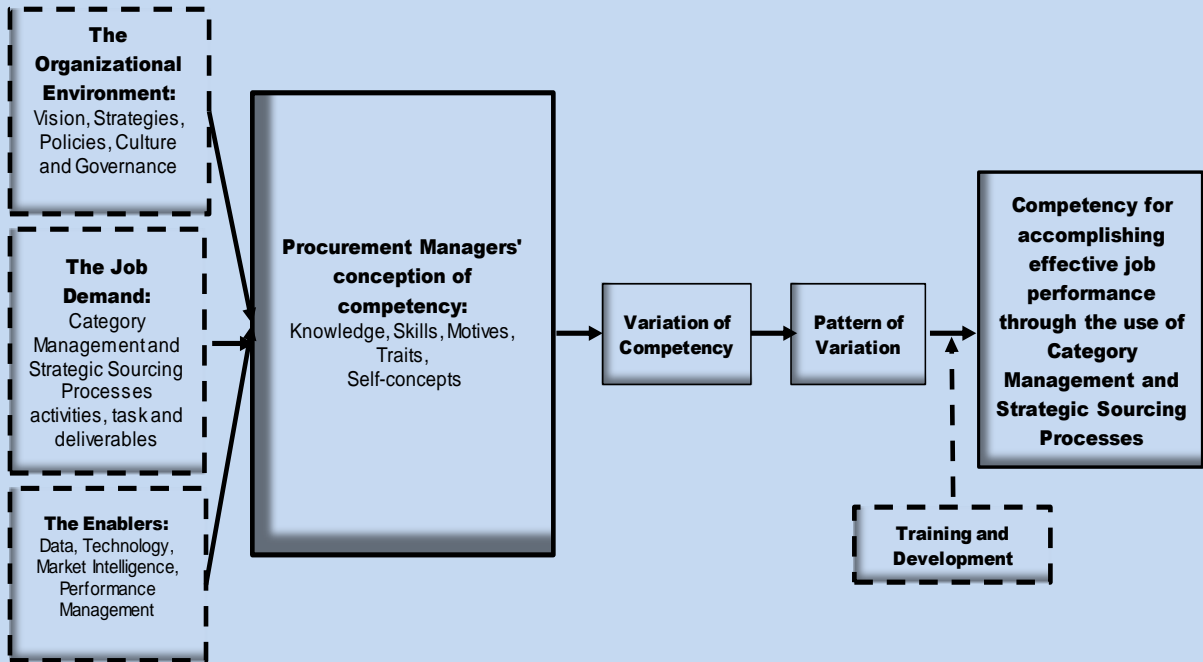 The
Organizational
Environment:
Vision, Strategies,
Policies, Culture
and Governance
The Job
Demand:
Category
Management and
Strategic Sourcing
Processes
activities, task and
deliverables
The Enablers:
Data, Technology,
Market Intelligence,
Performance
Management
Procurement Managers'
conception of
competency:
Knowledge, Skills, Motives,
Traits,
Self-concepts
Variation of
Competency
Pattern of
Variation
Training and
Development
Competency for
accomplishing
effective job
performance
through the use of
Category
Management and
Strategic Sourcing
Processes